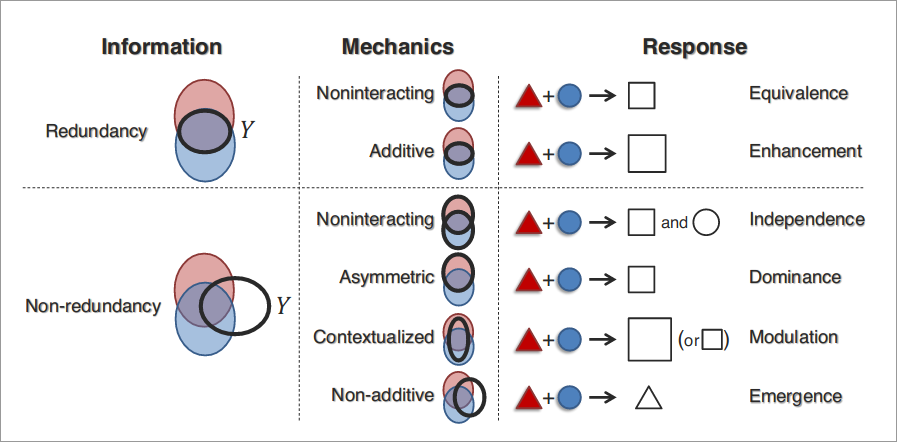 Information Mechanics Response
Redundancy Y
Noninteracting + Equivalence
Additive + Enhancement
Non-redundancy Y
Noninteracting + and Independence
Asymmetric + Dominance
Contextualized + (or ) Modulation
Non-additive + Emergence